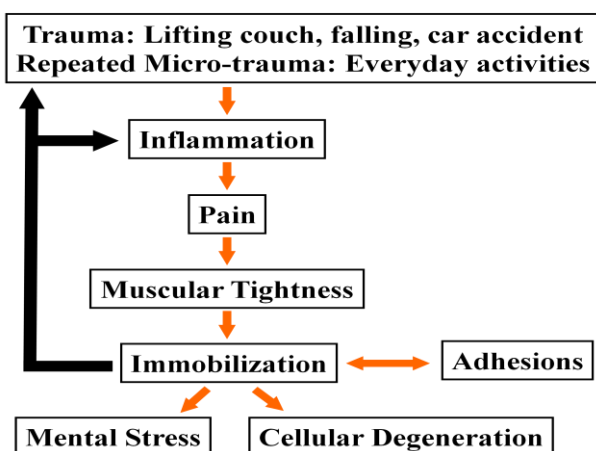 Trauma: Lifting couch, falling, car accident
Repeated Micro-trauma: Everyday activities
Inflammation
Pain
Muscular Tightness
Immobilization
Adhesions
Mental Stress
Cellular Degeneration